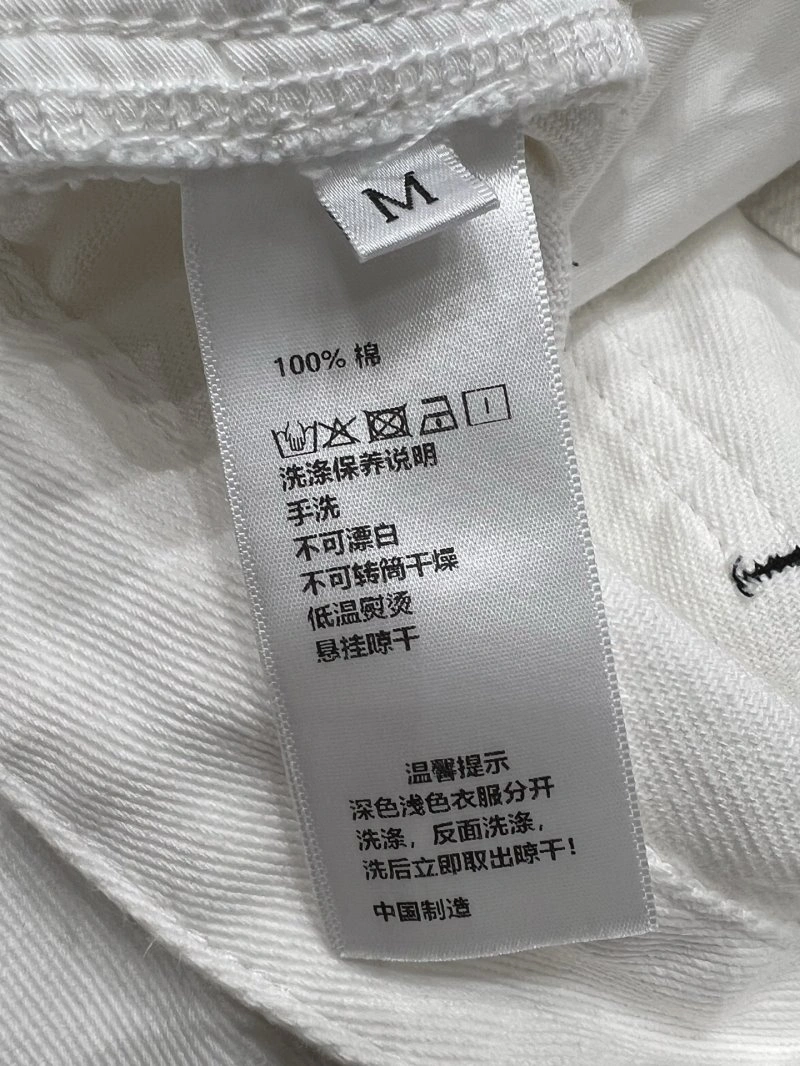 M
100% 棉
洗涤保养说明
手洗
不可漂白
不可转筒干燥
低温熨烫
悬挂晾干
温馨提示
深色浅色衣服分开
洗涤，反面洗涤，
洗后立即取出晾干！
中国制造